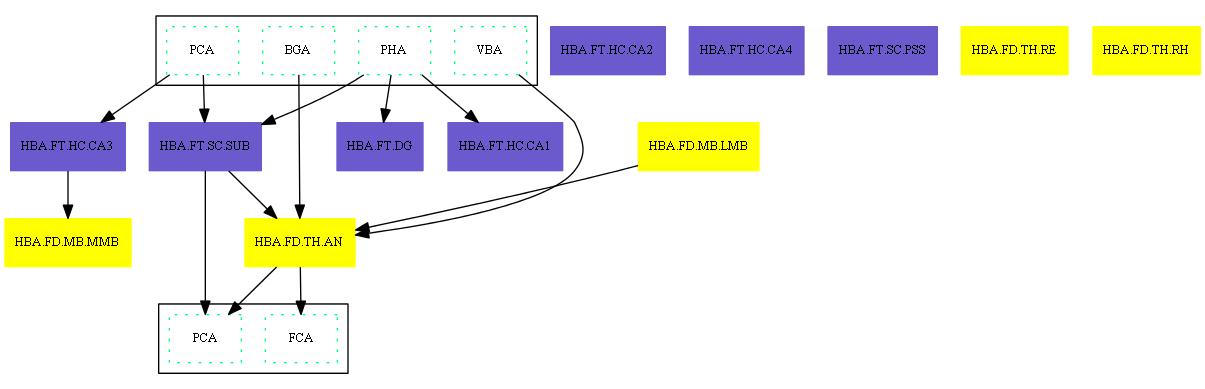 PCA
BGA
PHA
VBA
HBA.FT.HC.CA2
HBA.FT.HC.CA4
HBA.FT.SC.PSS
HBA.FD.TH.RE
HBA.FD.TH.RH
HBA.FT.HC.CA3
HBA.FT.SC.SUB
HBA.FT.DG
HBA.FT.HC.CA1
HBA.FD.MB.LMB
HBA.FD.MB.MMB
HBA.FD.TH.AN
PCA
FCA